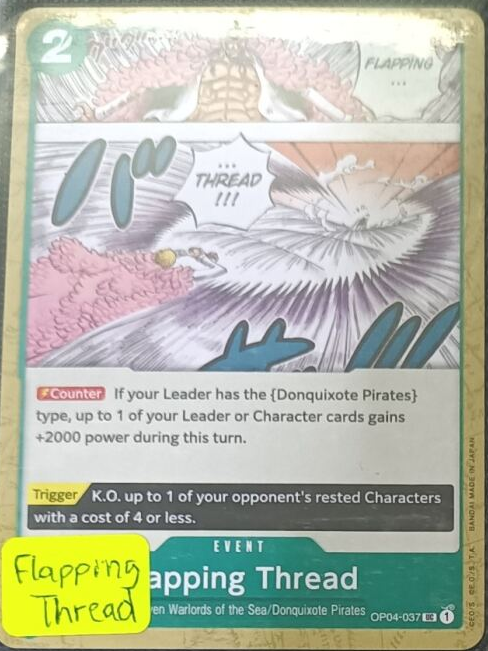 2
FLAPPING
...
...
THREAD
!!!
バッ
Counter If your Leader has the {Donquixote Pirates}
type, up to 1 of your Leader or Character cards gains
+2000 power during this turn.
Trigger K.O. up to 1 of your opponent's rested Characters
with a cost of 4 or less.
EVENT
apping Thread
ven Warlords of the Sea/Donquixote Pirates OP04-037 UC 1
Flapping
Thread
BANDAI MADE IN JAPAN